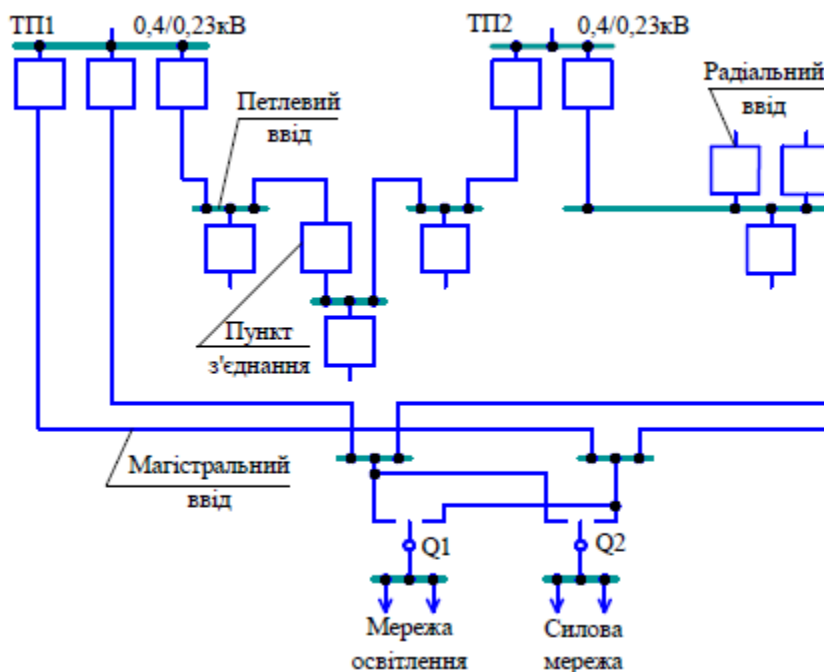 ТП1 0,4/0,23кВ ТП2 0,4/0,23кВ
Радіальний
ввід
Петлевий
ввід
Пункт
з'єднання
Магістральний
ввід
Q1 Q2
Мережа
освітлення
Силова
мережа